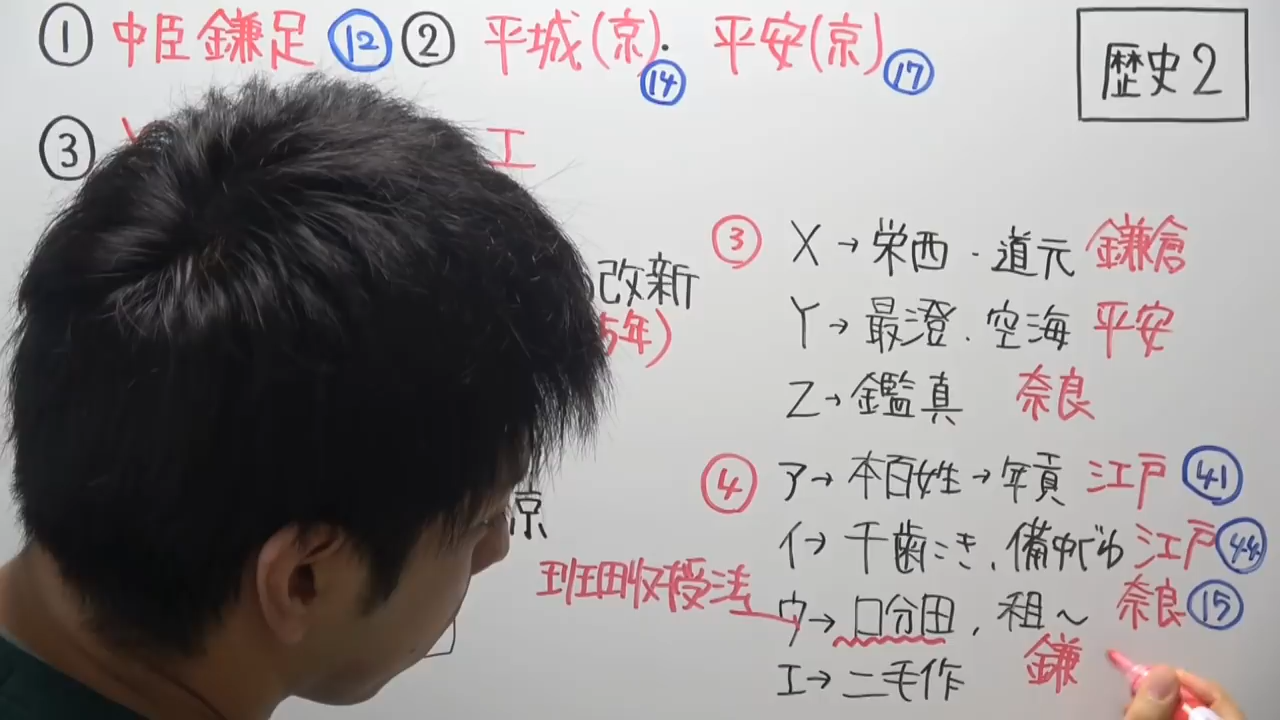 ① 中臣鎌足 ⑫ ② 平城(京)⑭・平安(京)⑰
歴史2
③ エ
改新
5年)
京
③ X→栄西・道元 鎌倉
Y→最澄・空海 平安
Z→鑑真 奈良
④ ア→本百姓→年貢 江戸 ㊶
イ→千歯こき、備中ぐわ 江戸 ㊹
班田収授法
ウ→口分田、租〜 奈良 ⑮
エ→二毛作 鎌